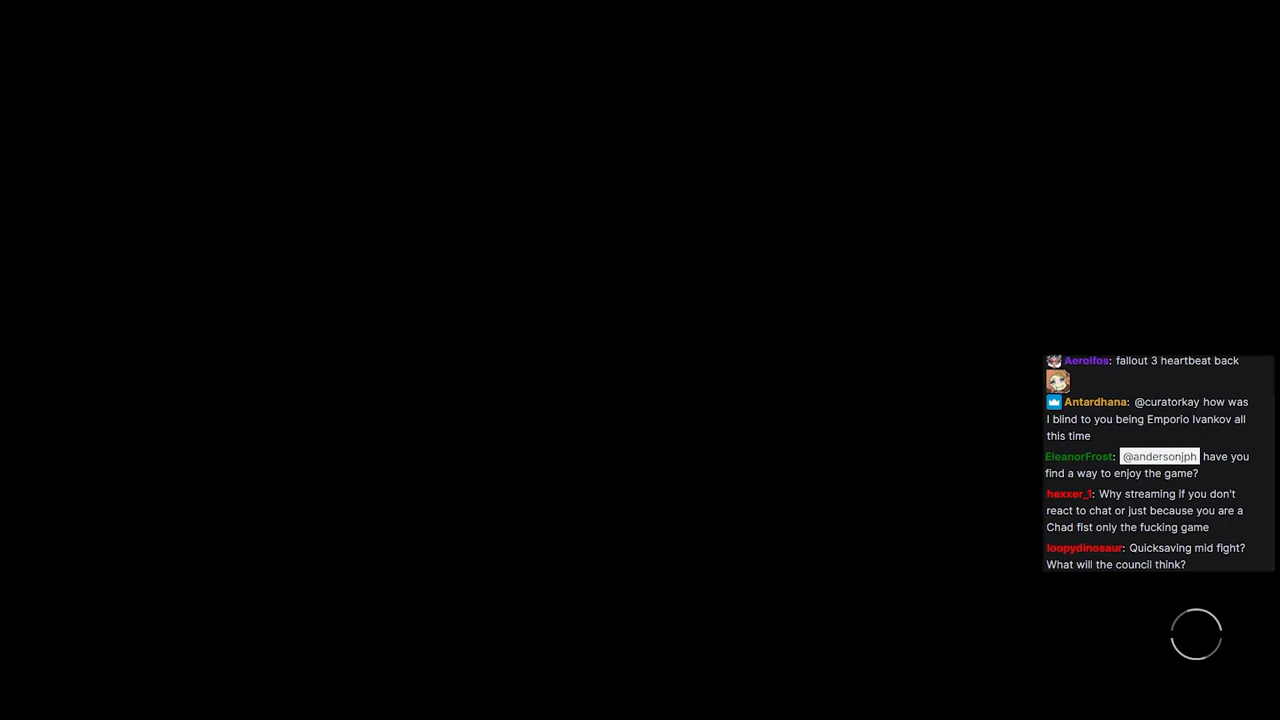 Aerolfos: fallout 3 heartbeat back
Antardhana: @curatorkay how was
I blind to you being Emporio Ivankov all
this time
EleanorFrost: @andersonjph have you
find a way to enjoy the game?
hexxer_1: Why streaming if you don't
react to chat or just because you are a
Chad fist only the fucking game
loopydinosaur: Quicksaving mid fight?
What will the council think?